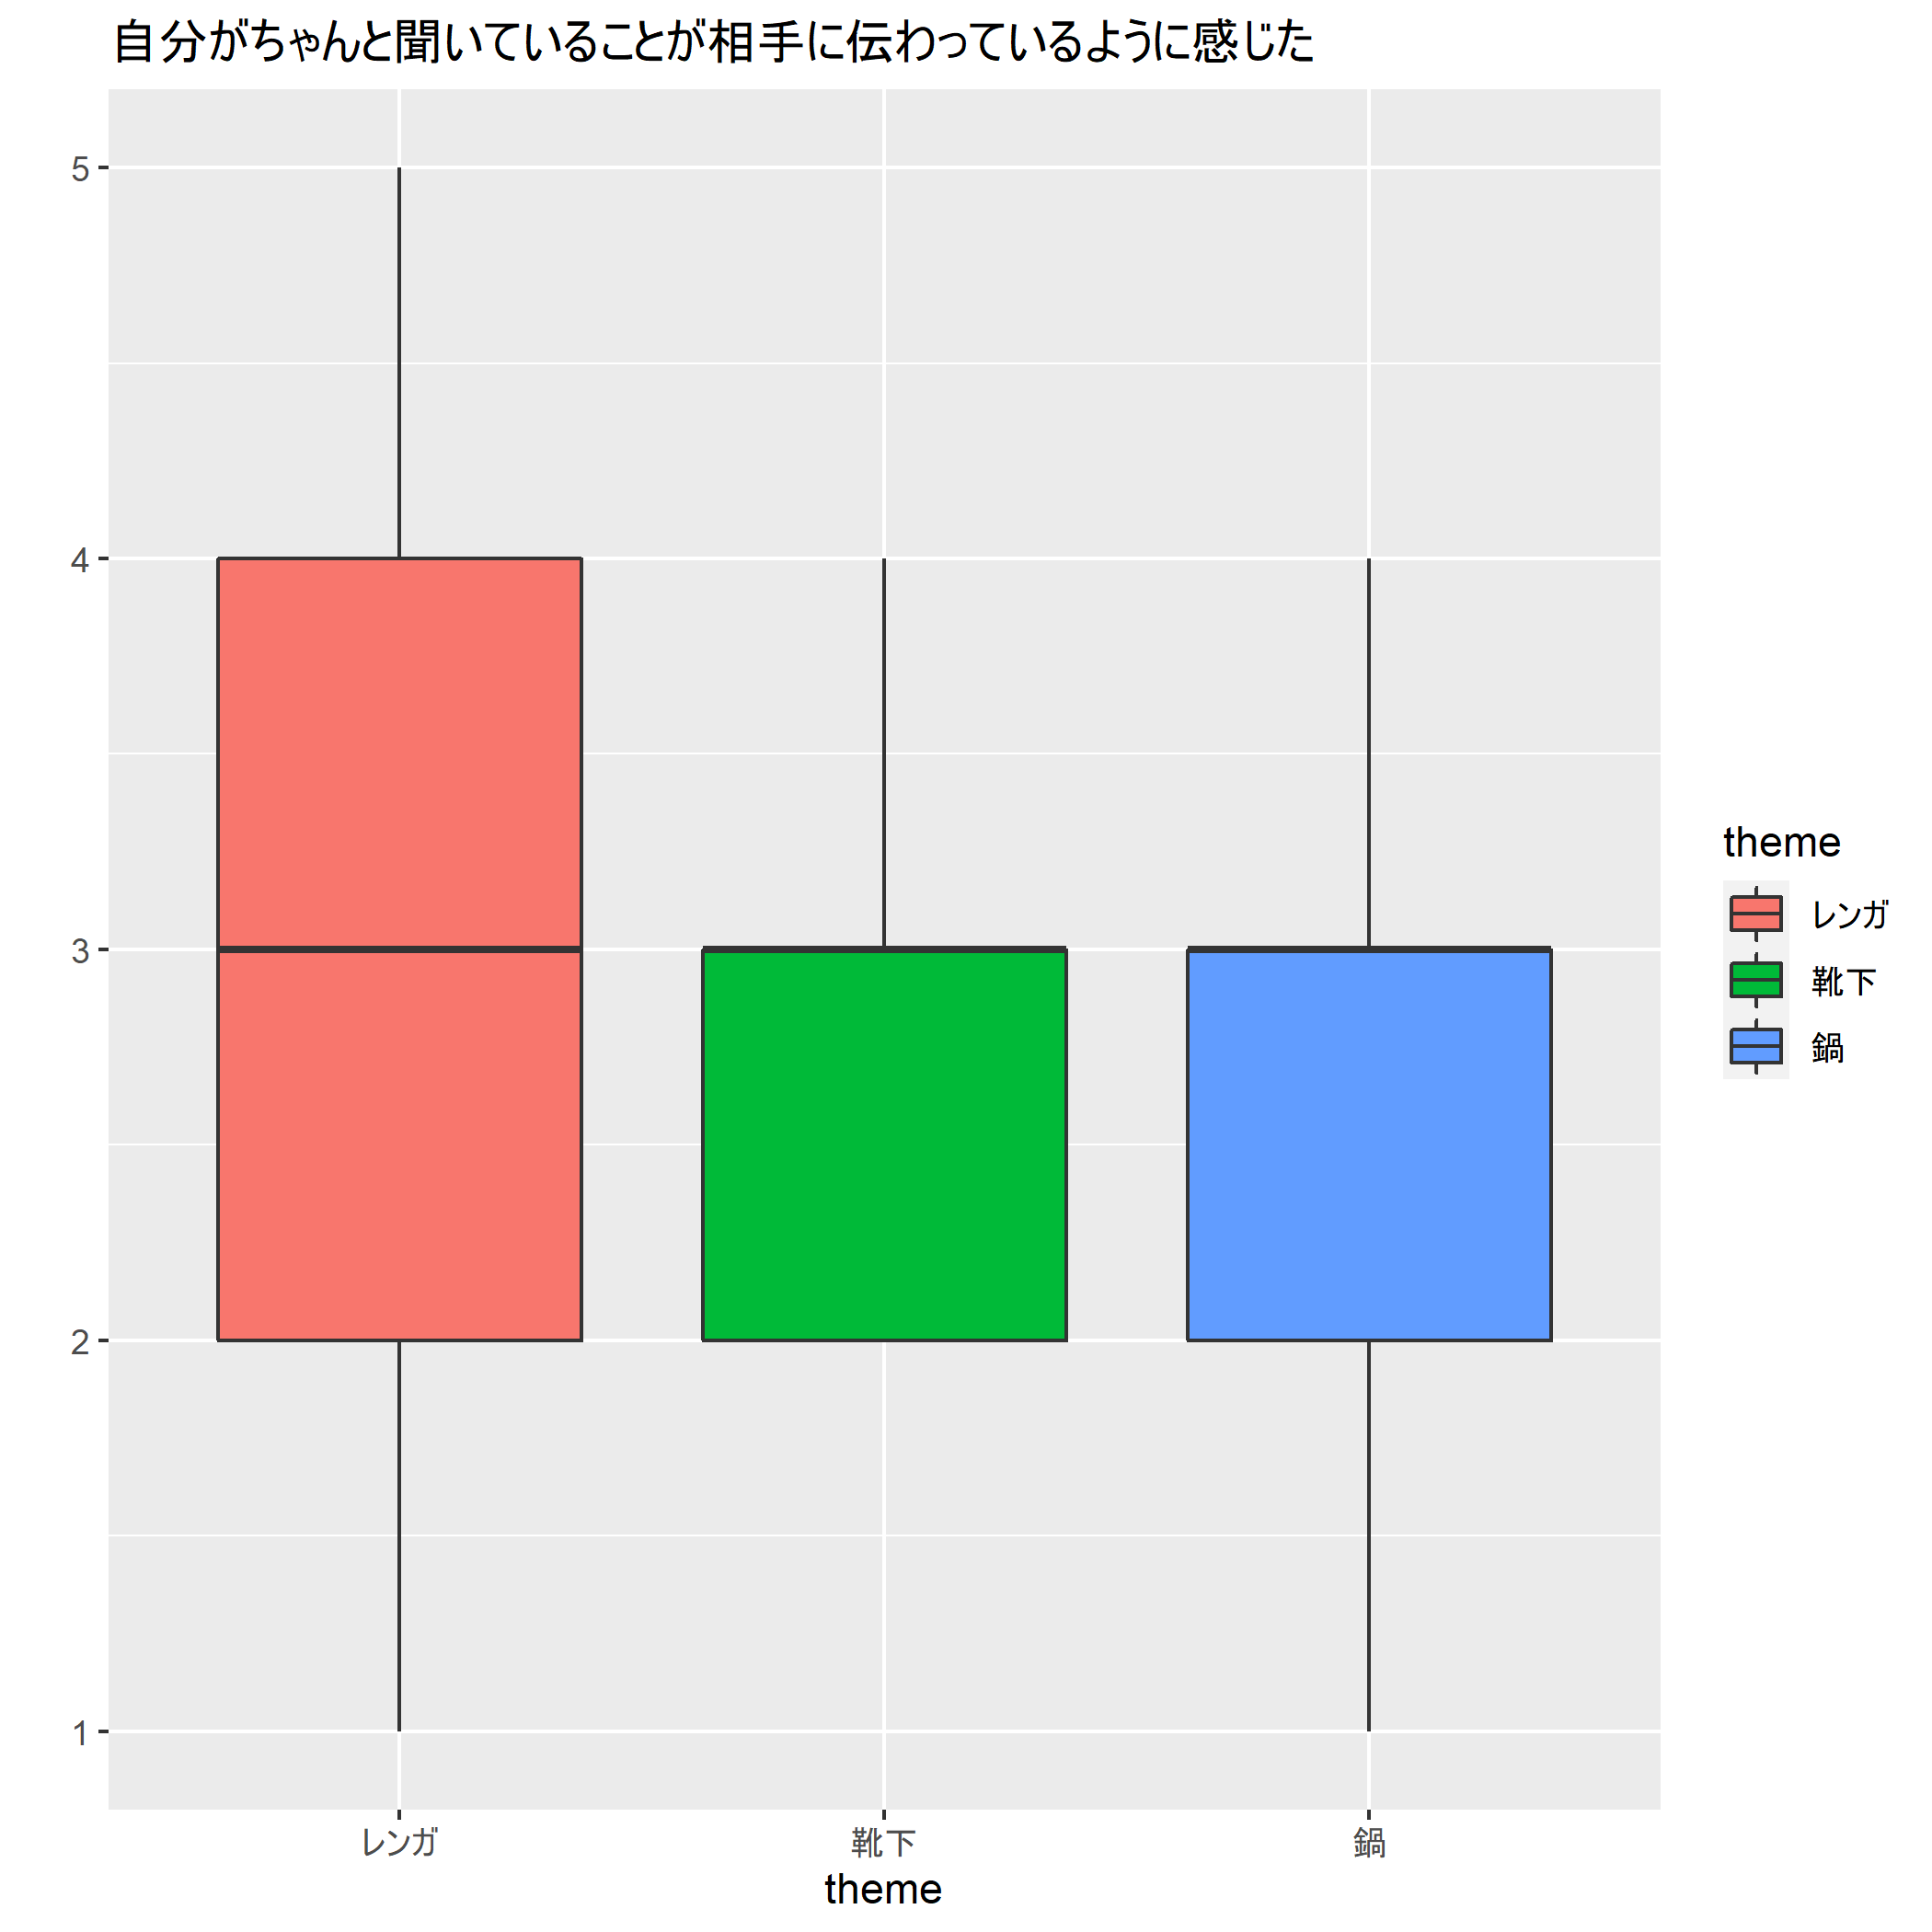 自分がちゃんと聞いていることが相手に伝わっているように感じた
5
4
3
2
1
レンガ
靴下
鍋
theme
theme
レンガ
靴下
鍋